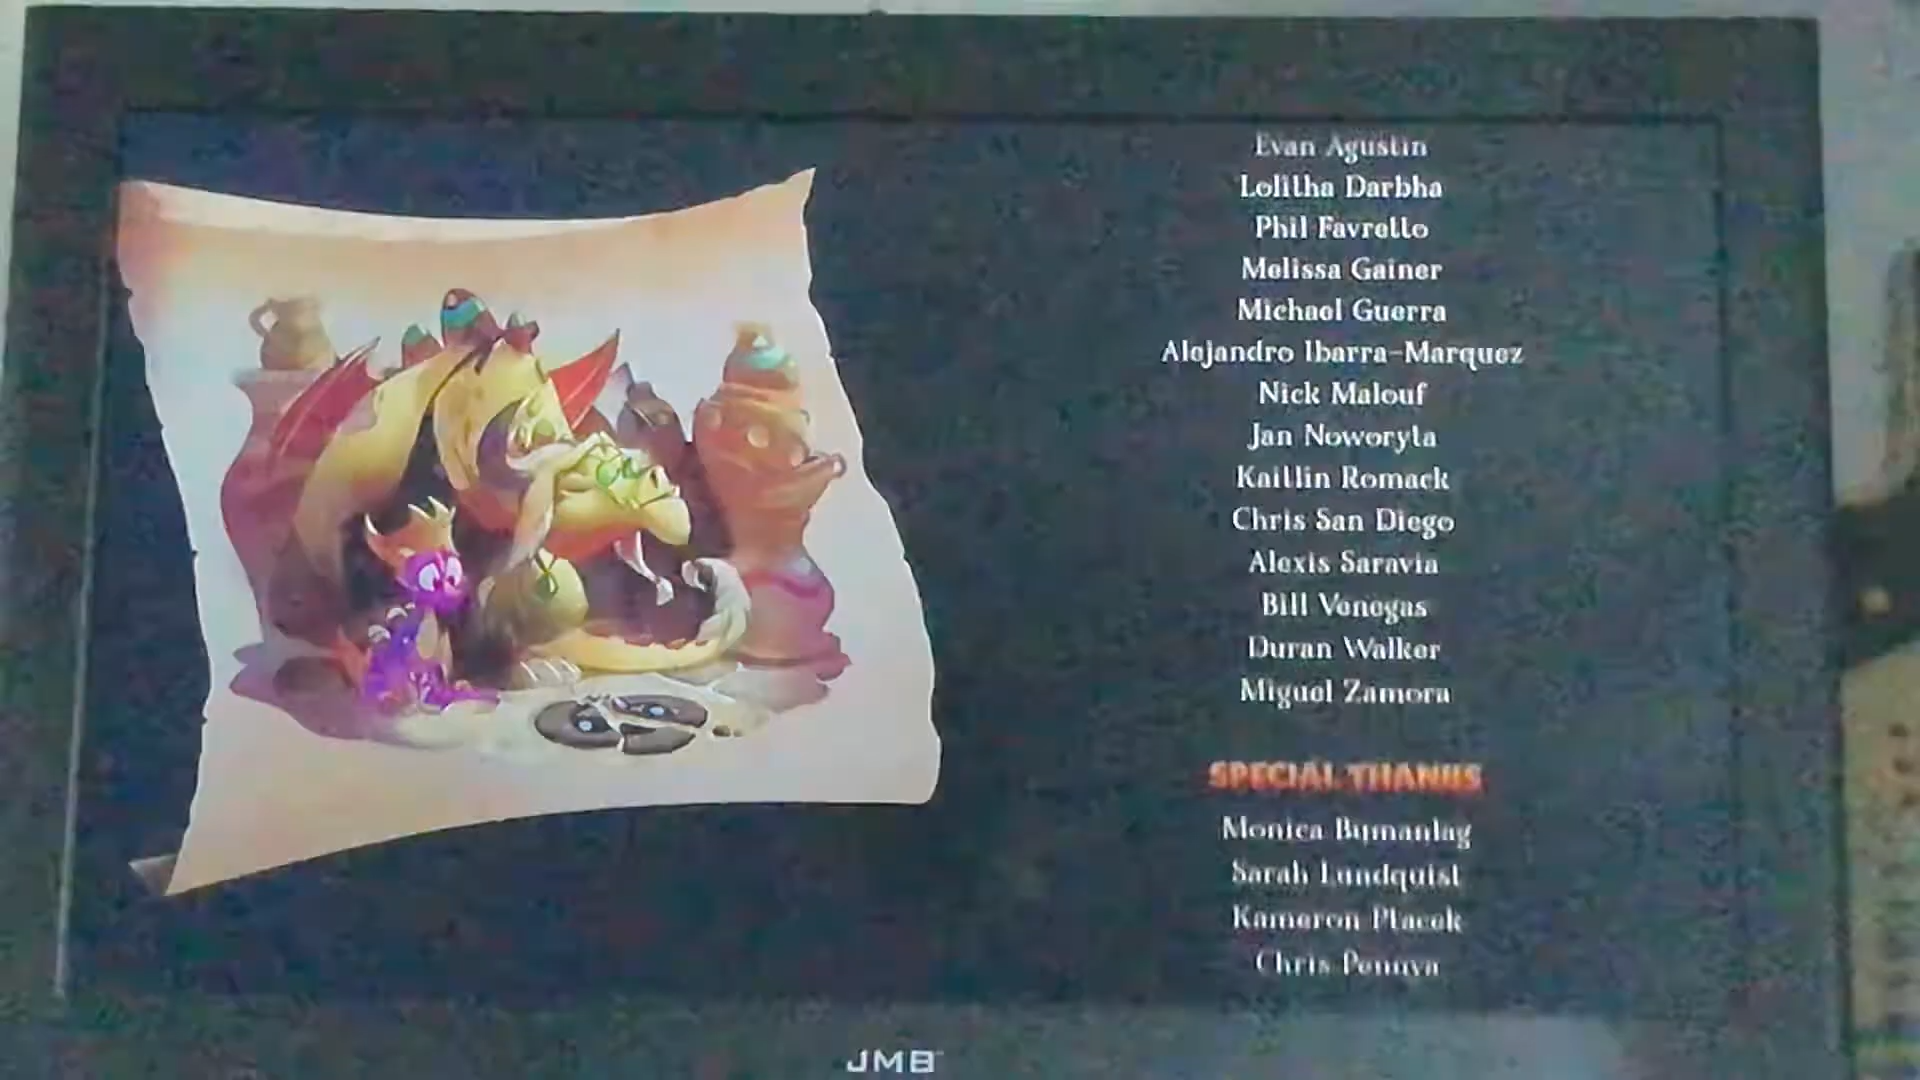 Evan Agustin
Lolitha Darbha
Phil Favretto
Melissa Gainer
Michael Guerra
Alejandro Ibarra-Marquez
Nick Malouf
Jan Noworyta
Kaitlin Romack
Chris San Diego
Alexis Saravia
Bill Venegas
Duran Walker
Miguel Zamora
SPECIAL THANKS
Monica
Sarah Lundquist
Kameron Placek
Chris
JMB